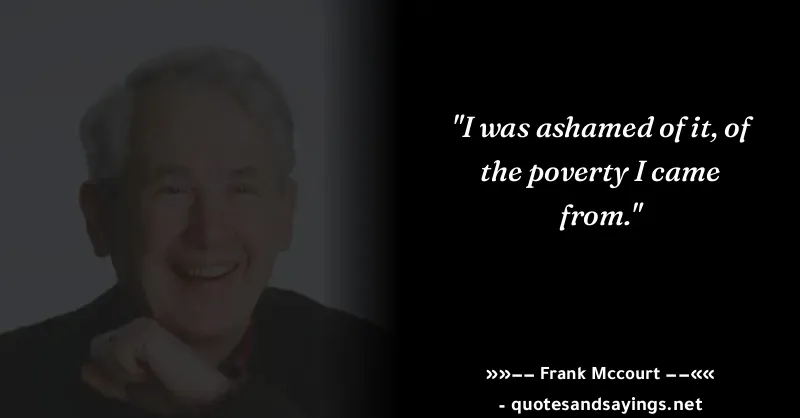 "I was ashamed of it, of
the poverty I came
from."
»»−− Frank Mccourt −−««
- quotesandsayings.net